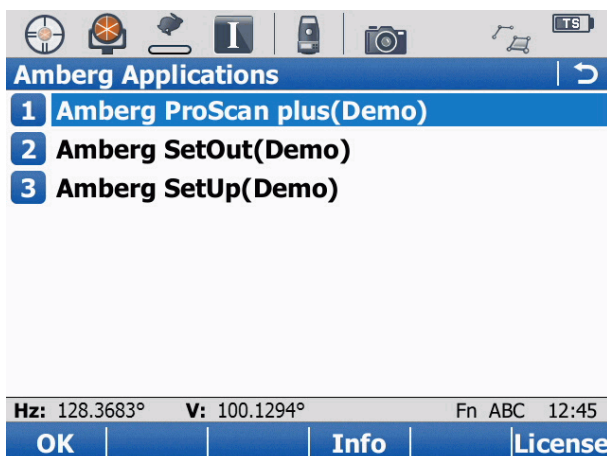 I TS
Amberg Applications
1 Amberg ProScan plus(Demo)
2 Amberg SetOut(Demo)
3 Amberg SetUp(Demo)
Hz: 128.3683° V: 100.1294° Fn ABC 12:45
OK Info License